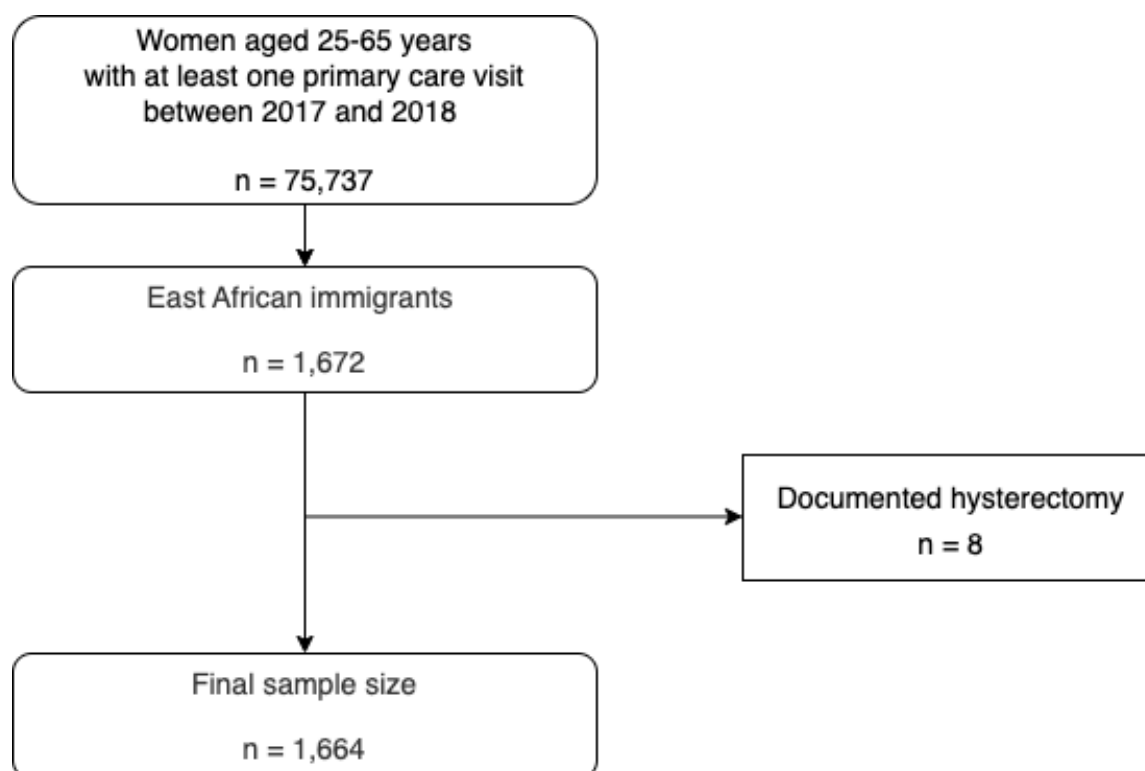 Women aged 25-65 years
with at least one primary care visit
between 2017 and 2018
n = 75,737
East African immigrants
n = 1,672
Documented hysterectomy
n = 8
Final sample size
n = 1,664